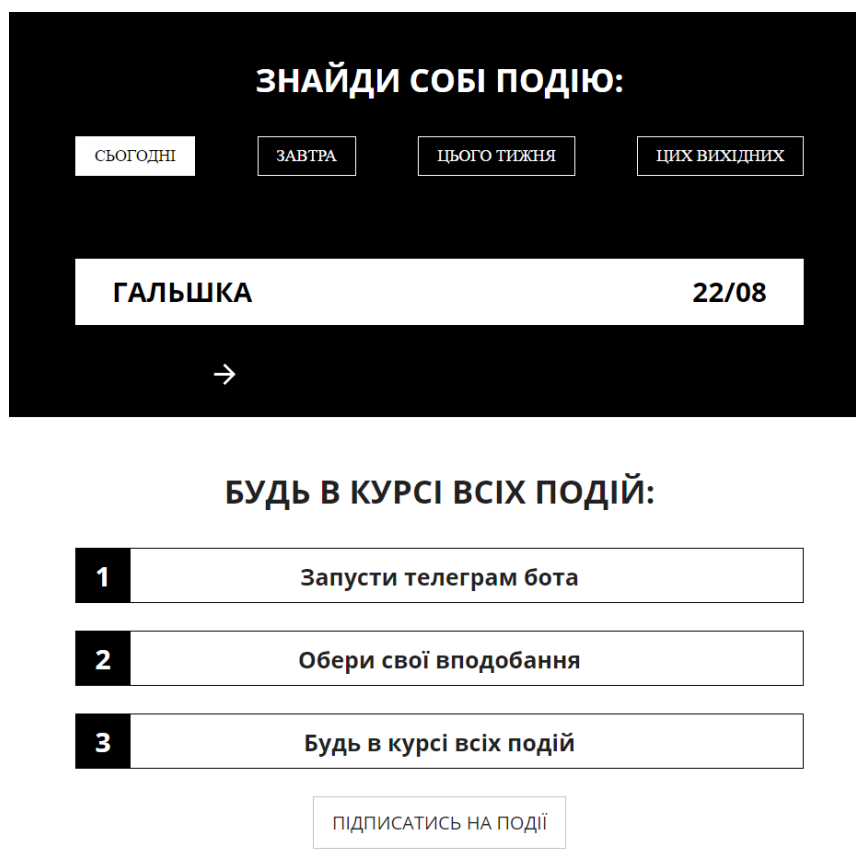 ЗНАЙДИ СОБІ ПОДІЮ:
СЬОГОДНІ ЗАВТРА ЦЬОГО ТИЖНЯ ЦИХ ВИХІДНИХ
ГАЛЬШКА 22/08
БУДЬ В КУРСІ ВСІХ ПОДІЙ:
1 Запусти телеграм бота
2 Обери свої вподобання
3 Будь в курсі всіх подій
ПІДПИСАТИСЬ НА ПОДІЇ